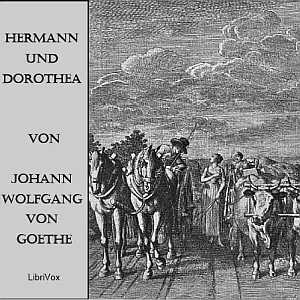 HERMANN
UND
DOROTHEA
VON
JOHANN
WOLFGANG
VON
GOETHE
LibriVox